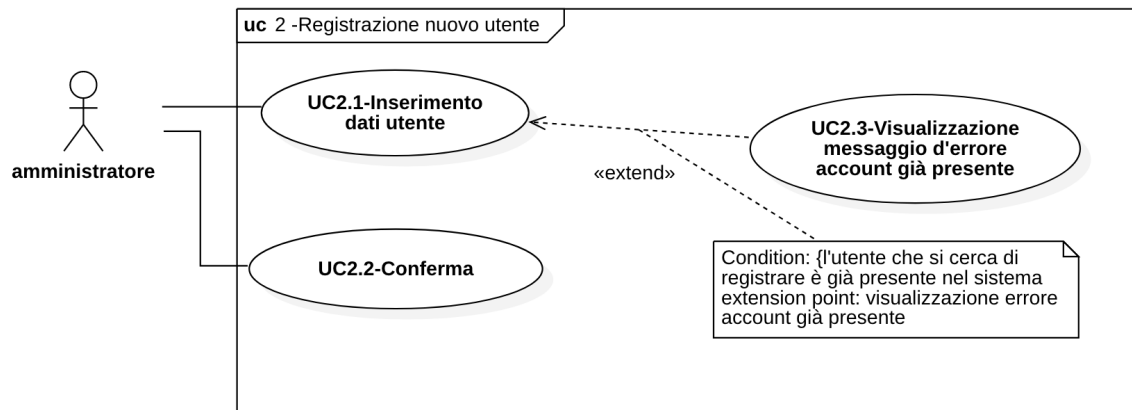 uc 2 -Registrazione nuovo utente
amministratore
UC2.1-Inserimento
dati utente
UC2.3-Visualizzazione
messaggio d'errore
account già presente
«extend»
UC2.2-Conferma
Condition: {l'utente che si cerca di
registrare è già presente nel sistema
extension point: visualizzazione errore
account già presente